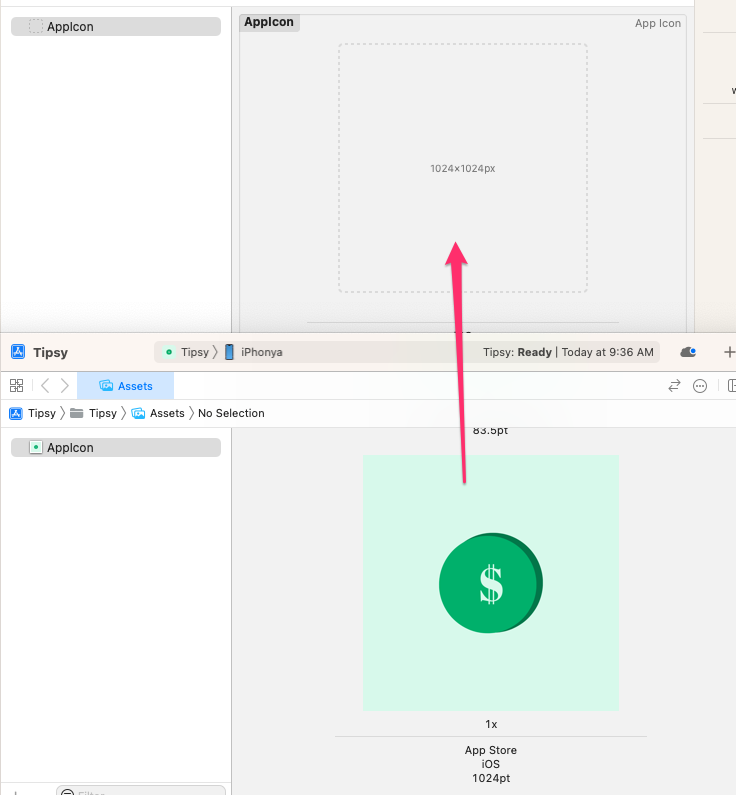 AppIcon
AppIcon
App Icon
1024×1024px
Tipsy
Tipsy
iPhonya
Tipsy: Ready | Today at 9:36 AM
Assets
Tipsy
Tipsy
Assets
No Selection
83.5pt
AppIcon
$
1x
App Store
iOS
1024pt
Filter